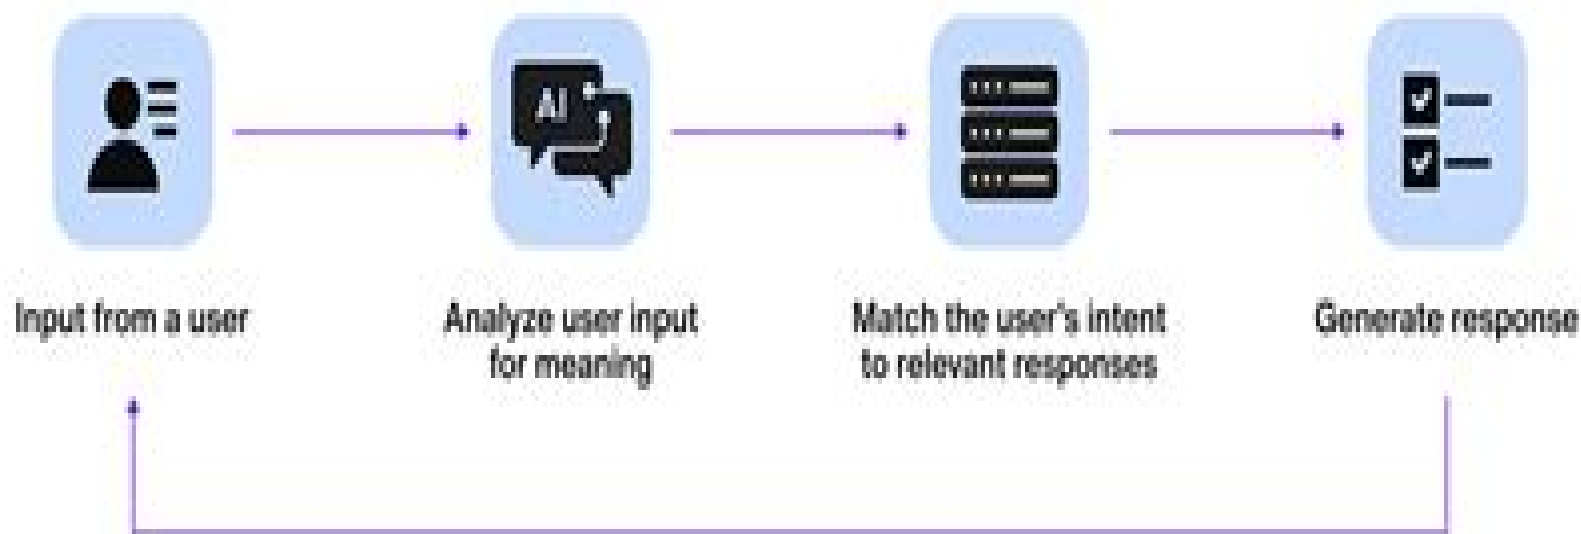 AI
Input from a user
Analyze user input
for meaning
Match the user's intent
to relevant responses
Generate response